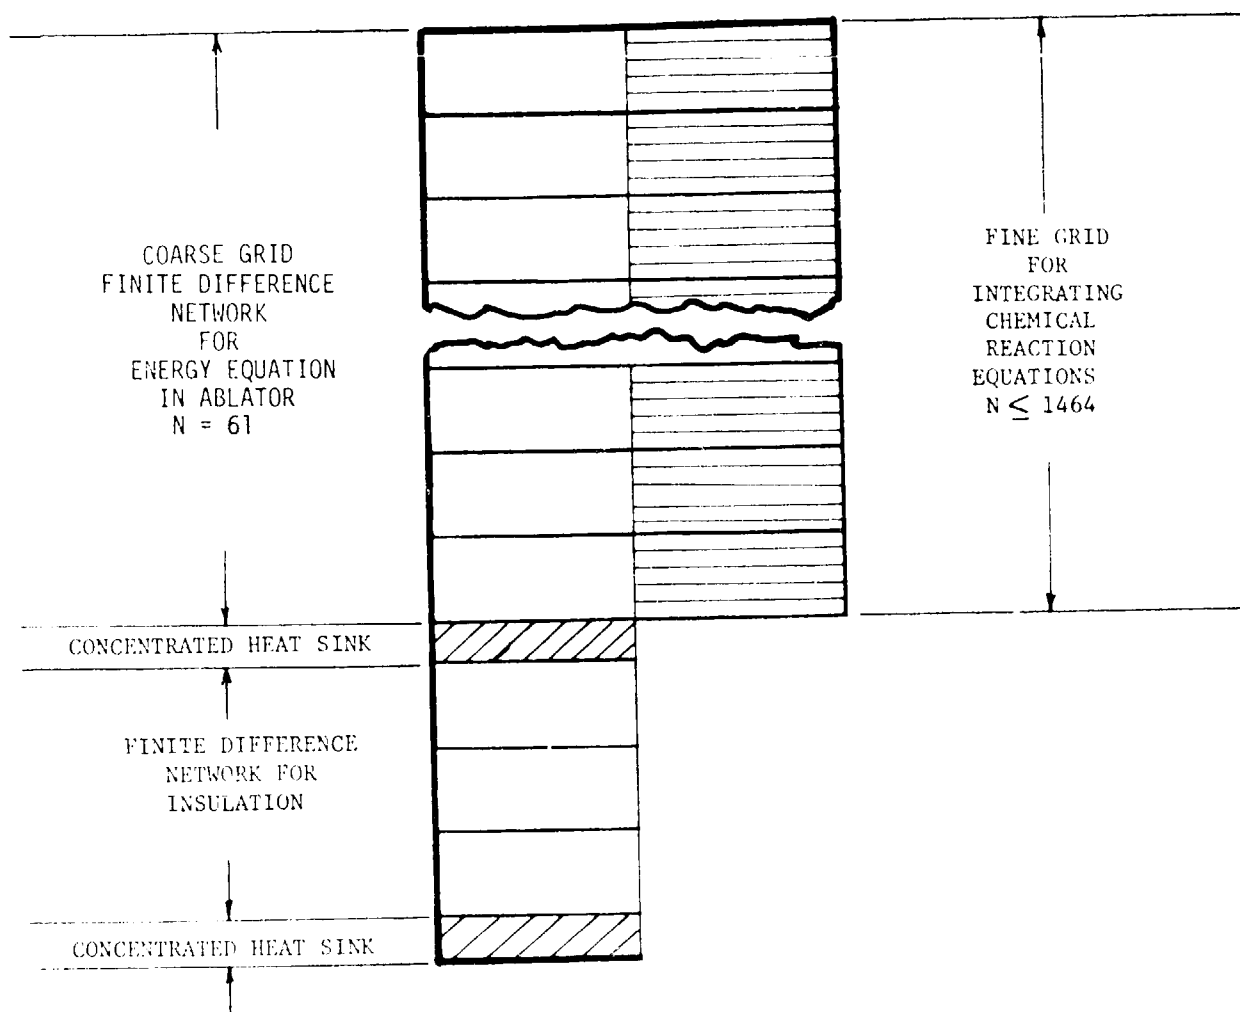 COARSE GRID
FINITE DIFFERENCE
NETWORK
FOR
ENERGY EQUATION
IN ABLATOR
N = 61
FINE GRID
FOR
INTEGRATING
CHEMICAL
REACTION
EQUATIONS
N ≤ 1464
CONCENTRATED HEAT SINK
FINITE DIFFERENCE
NETWORK FOR
INSULATION
CONCENTRATED HEAT SINK